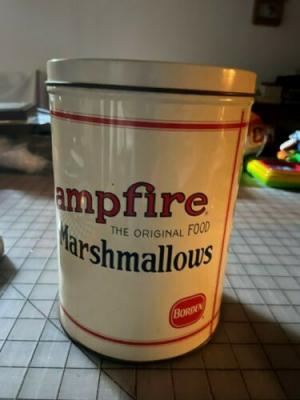 ampfire
THE ORIGINAL FOOD
Marshmallows
BORDEN